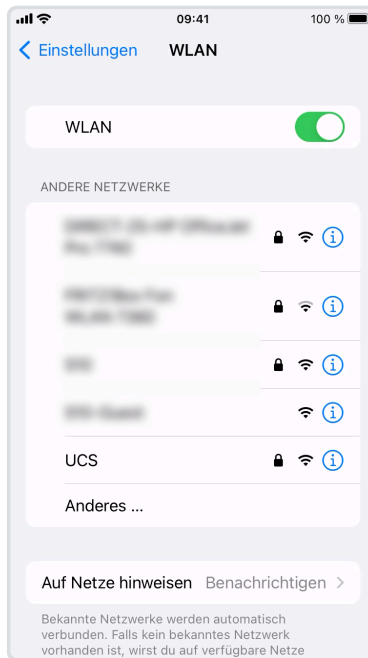 09:41 100 %
Einstellungen WLAN
WLAN
ANDERE NETZWERKE
UCS
Anderes ...
Auf Netze hinweisen Benachrichtigen
Bekannte Netzwerke werden automatisch
verbunden. Falls kein bekanntes Netzwerk
vorhanden ist, wirst du auf verfügbare Netze